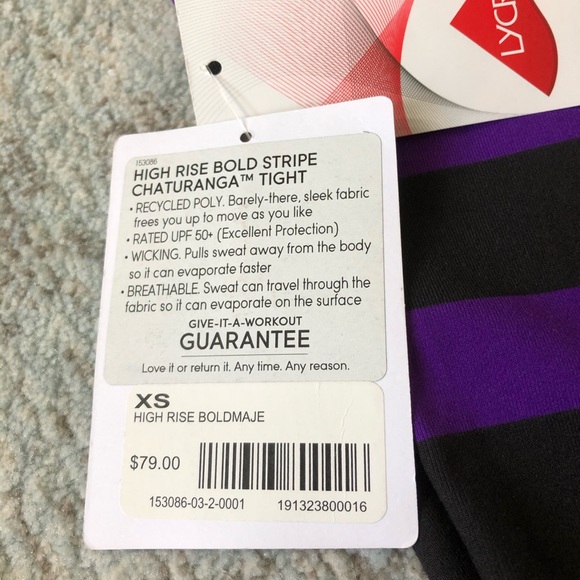 LYCR
153086
HIGH RISE BOLD STRIPE
CHATURANGA™ TIGHT
• RECYCLED POLY. Barely-there, sleek fabric
frees you up to move as you like
• RATED UPF 50+ (Excellent Protection)
• WICKING. Pulls sweat away from the body
so it can evaporate faster
• BREATHABLE. Sweat can travel through the
fabric so it can evaporate on the surface
GIVE-IT-A-WORKOUT
GUARANTEE
Love it or return it. Any time. Any reason.
XS
HIGH RISE BOLDMAJE
$79.00
153086-03-2-0001 191323800016